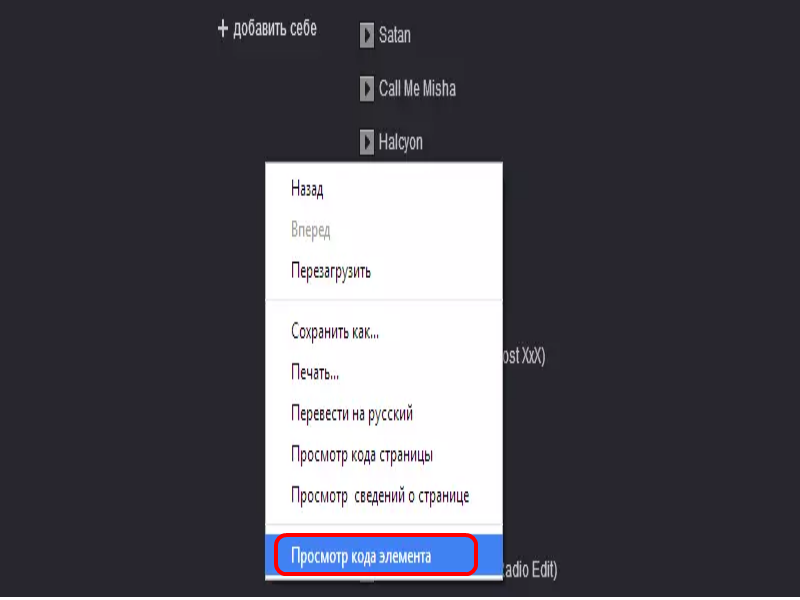 + добавить себе
Satan
Call Me Misha
Halcyon
Назад
Вперед
Перезагрузить
Сохранить как...
ost XxX)
Печать...
Перевести на русский
Просмотр кода страницы
Просмотр сведений о странице
Просмотр кода элемента
adio Edit)